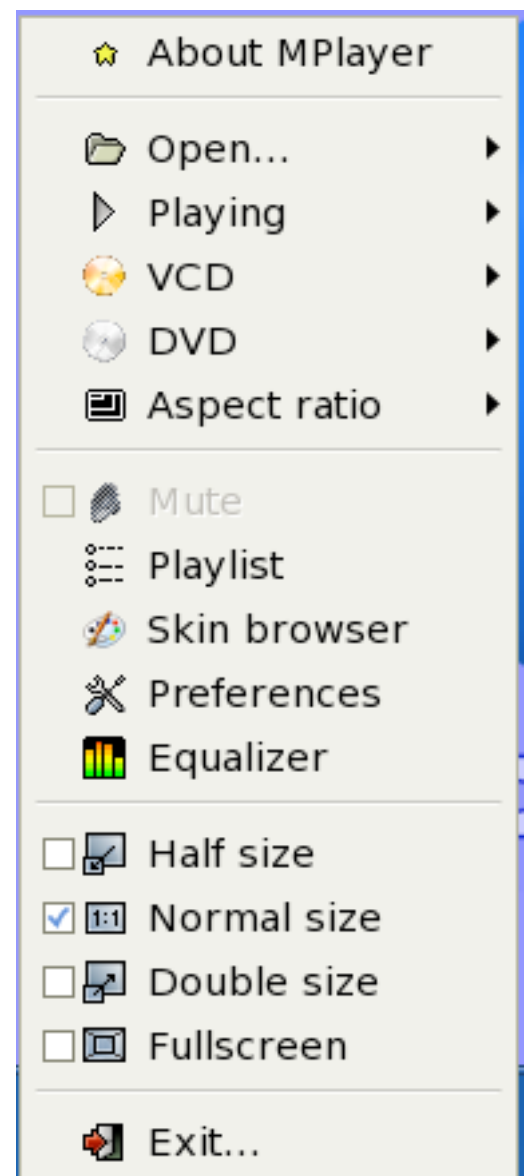 About MPlayer
Open...
Playing
VCD
DVD
Aspect ratio
Mute
Playlist
Skin browser
Preferences
Equalizer
Half size
1:1 Normal size
Double size
Fullscreen
Exit...